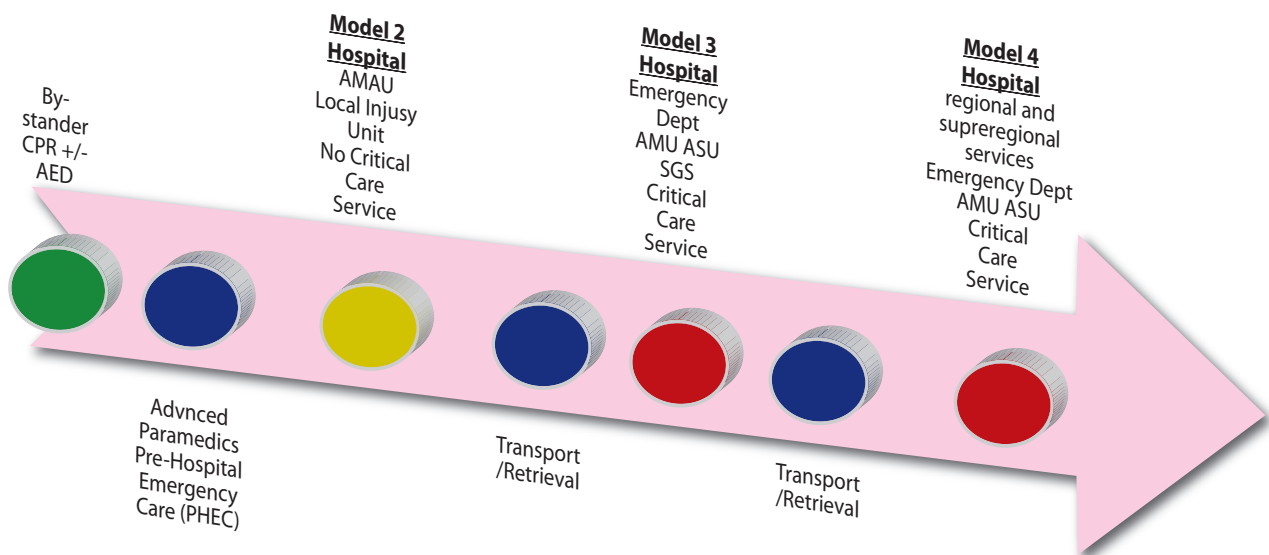 By-
stander
CPR +/-
AED
Advnced
Paramedics
Pre-Hospital
Emergency
Care (PHEC)
Model 2
Hospital
AMAU
Local Injusy
Unit
No Critical
Care
Service
Transport
/Retrieval
Model 3
Hospital
Emergency
Dept
AMU ASU
SGS
Critical
Care
Service
Transport
/Retrieval
Model 4
Hospital
regional and
supreregional
services
Emergency Dept
AMU ASU
Critical
Care
Service